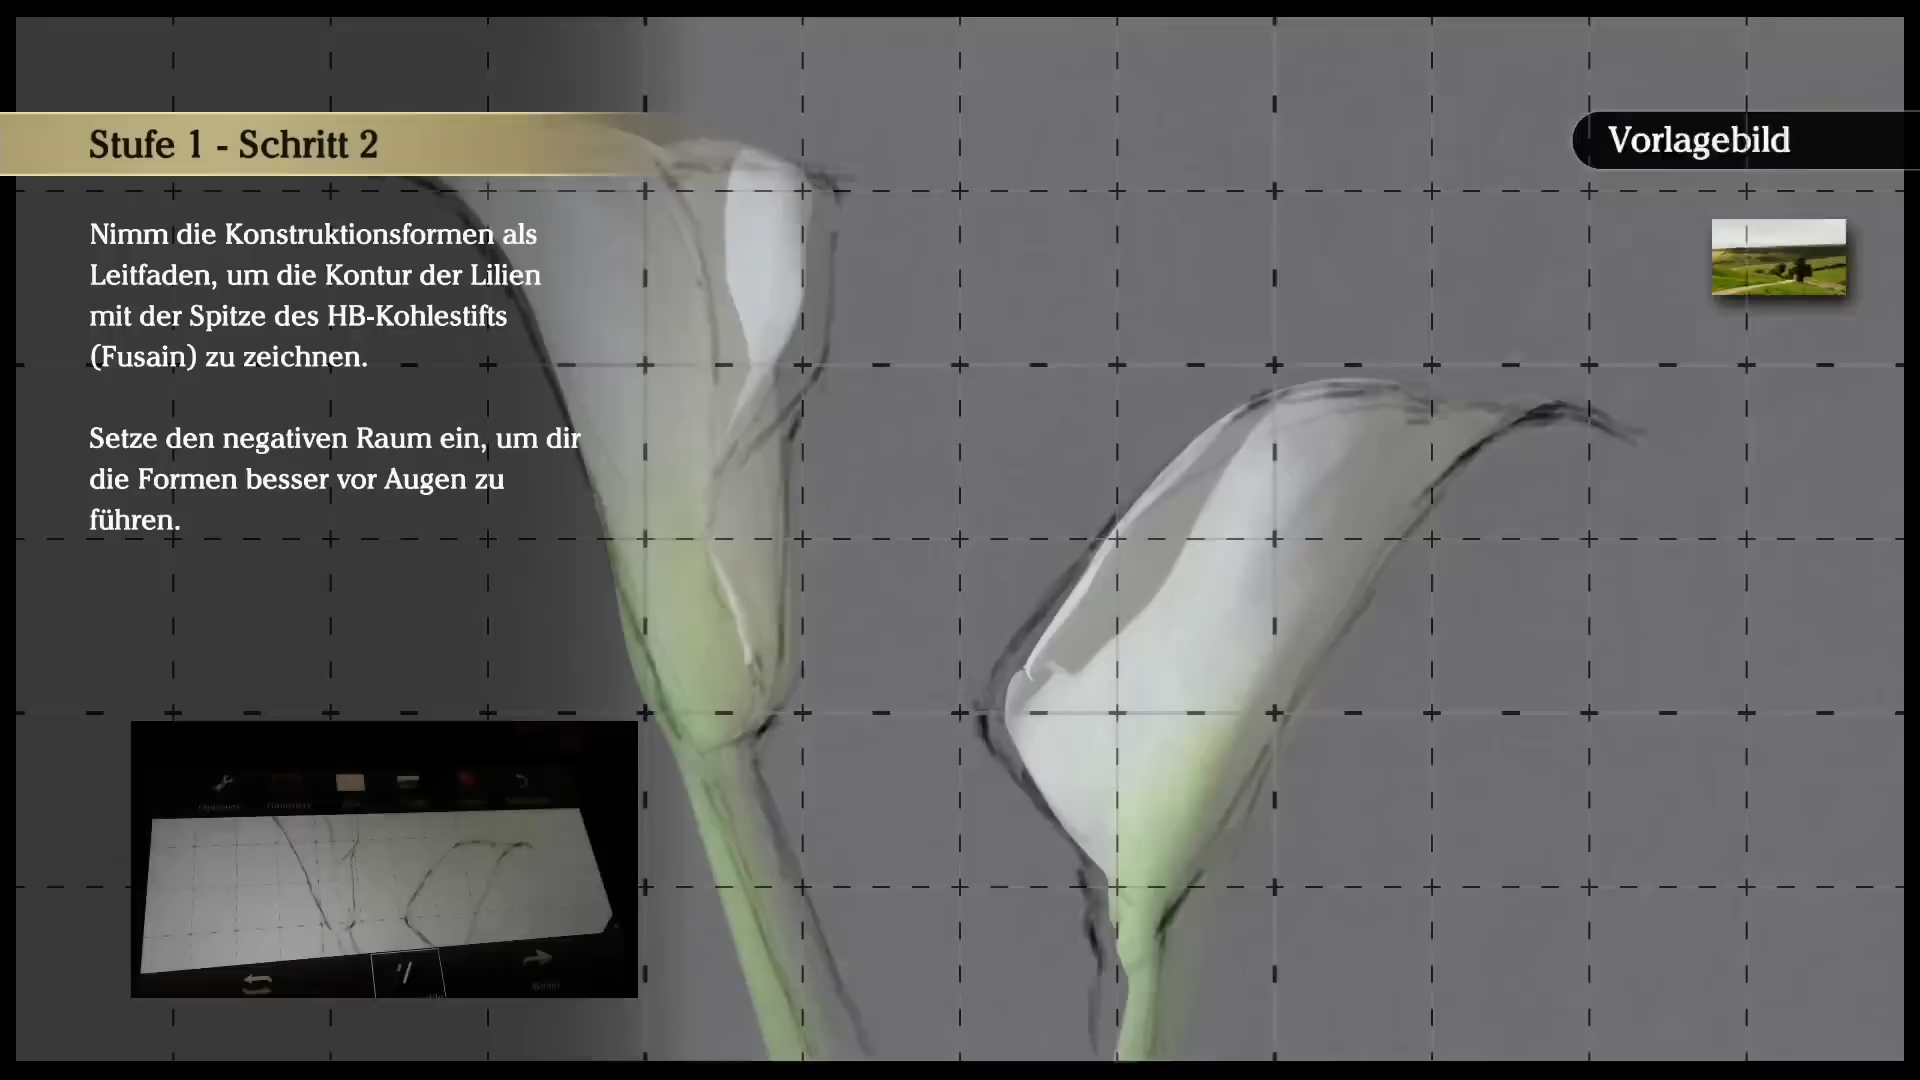 Stufe 1 - Schritt 2
Vorlagebild
Nimm die Konstruktionsformen als
Leitfaden, um die Kontur der Lilien
mit der Spitze des HB-Kohlestifts
(Fusain) zu zeichnen.
Setze den negativen Raum ein, um dir
die Formen besser vor Augen zu
führen.